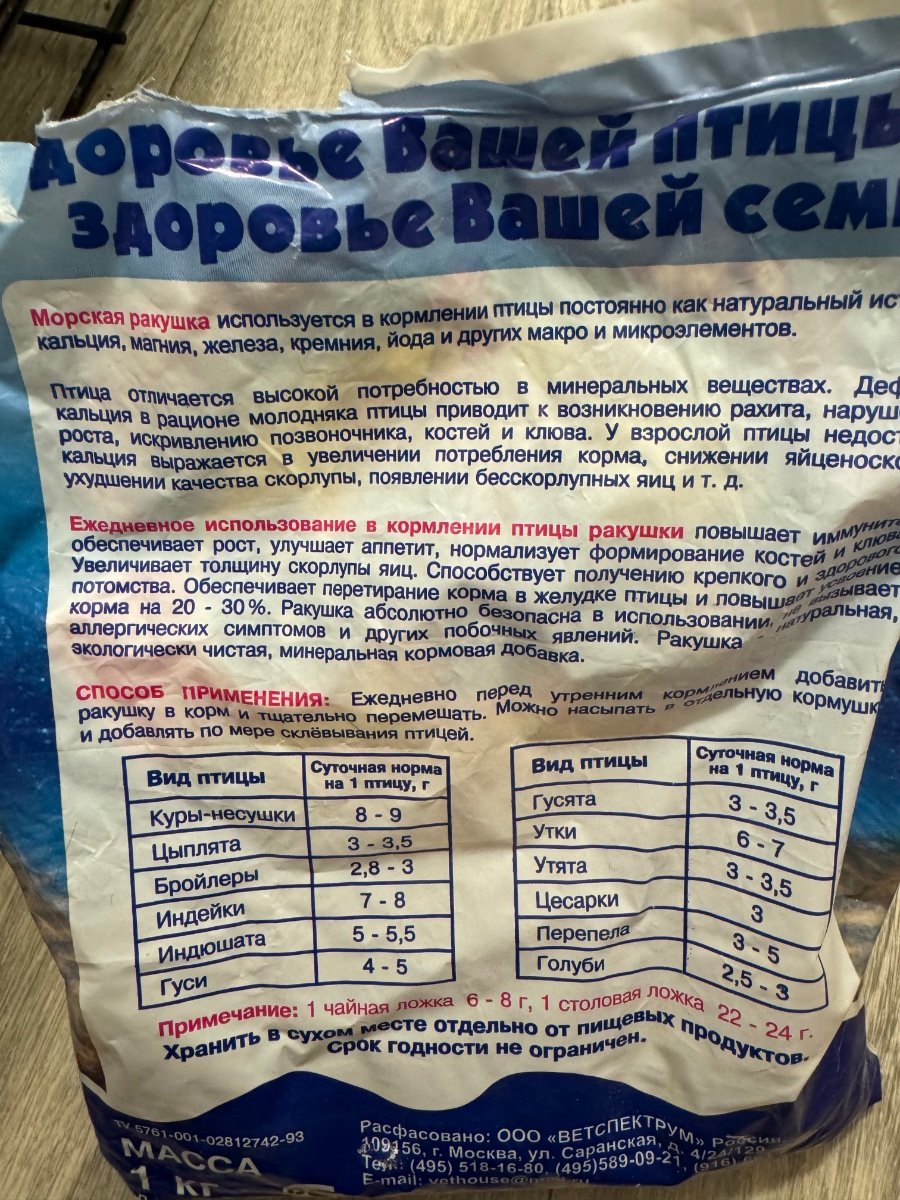 доровье Вашей птицы
здоровье Вашей сем
Морская ракушка используется в кормлении птицы постоянно как натуральный ис
кальция, магния, железа, кремния, йода и других макро и микроэлементов.
Птица отличается высокой потребностью в минеральных веществах. Деф
кальция в рационе молодняка птицы приводит к возникновению рахита, наруш
роста, искривлению позвоночника, костей и клюва. У взрослой птицы недос
кальция выражается в увеличении потребления корма, снижении яйценоско
ухудшении качества скорлупы, появлении бесскорлупных яиц и т. д.
Ежедневное использование в кормлении птицы ракушки повышает иммуните
обеспечивает рост, улучшает аппетит, нормализует формирование костей и клюва
Увеличивает толщину скорлупы яиц. Способствует получению крепкого и здорового
потомства. Обеспечивает перетирание корма в желудке птицы и повышает усвоение
корма на 20 - 30%. Ракушка абсолютно безопасна в использовании, не вызывает
аллергических симптомов и других побочных явлений. Ракушка - натуральная,
экологически чистая, минеральная кормовая добавка.
СПОСОБ ПРИМЕНЕНИЯ: Ежедневно перед утренним кормлением добавить
ракушку в корм и тщательно перемешать. Можно насыпать в отдельную кормушк
и добавлять по мере склёвывания птицей.
Вид птицы Суточная норма на 1 птицу, г
Куры-несушки 8 - 9
Цыплята 3 - 3,5
Бройлеры 2,8 - 3
Индейки 7 - 8
Индюшата 5 - 5,5
Гуси 4 - 5
Вид птицы Суточная норма на 1 птицу, г
Гусята 3 - 3,5
Утки 6 - 7
Утята 3 - 3,5
Цесарки 3
Перепела 3 - 5
Голуби 2,5 - 3
Примечание: 1 чайная ложка 6 - 8 г, 1 столовая ложка 22 - 24 г.
Хранить в сухом месте отдельно от пищевых продуктов.
Срок годности не ограничен.
ТУ 5761-001-02812742-93
МАССА
1 кг
Расфасовано: ООО «ВЕТСПЕКТРУМ» Россия
109156, г. Москва, ул. Саранская, д. 4/24/129
Тел.: (495) 518-16-80, (495)589-09-21, (916)
E-mail: